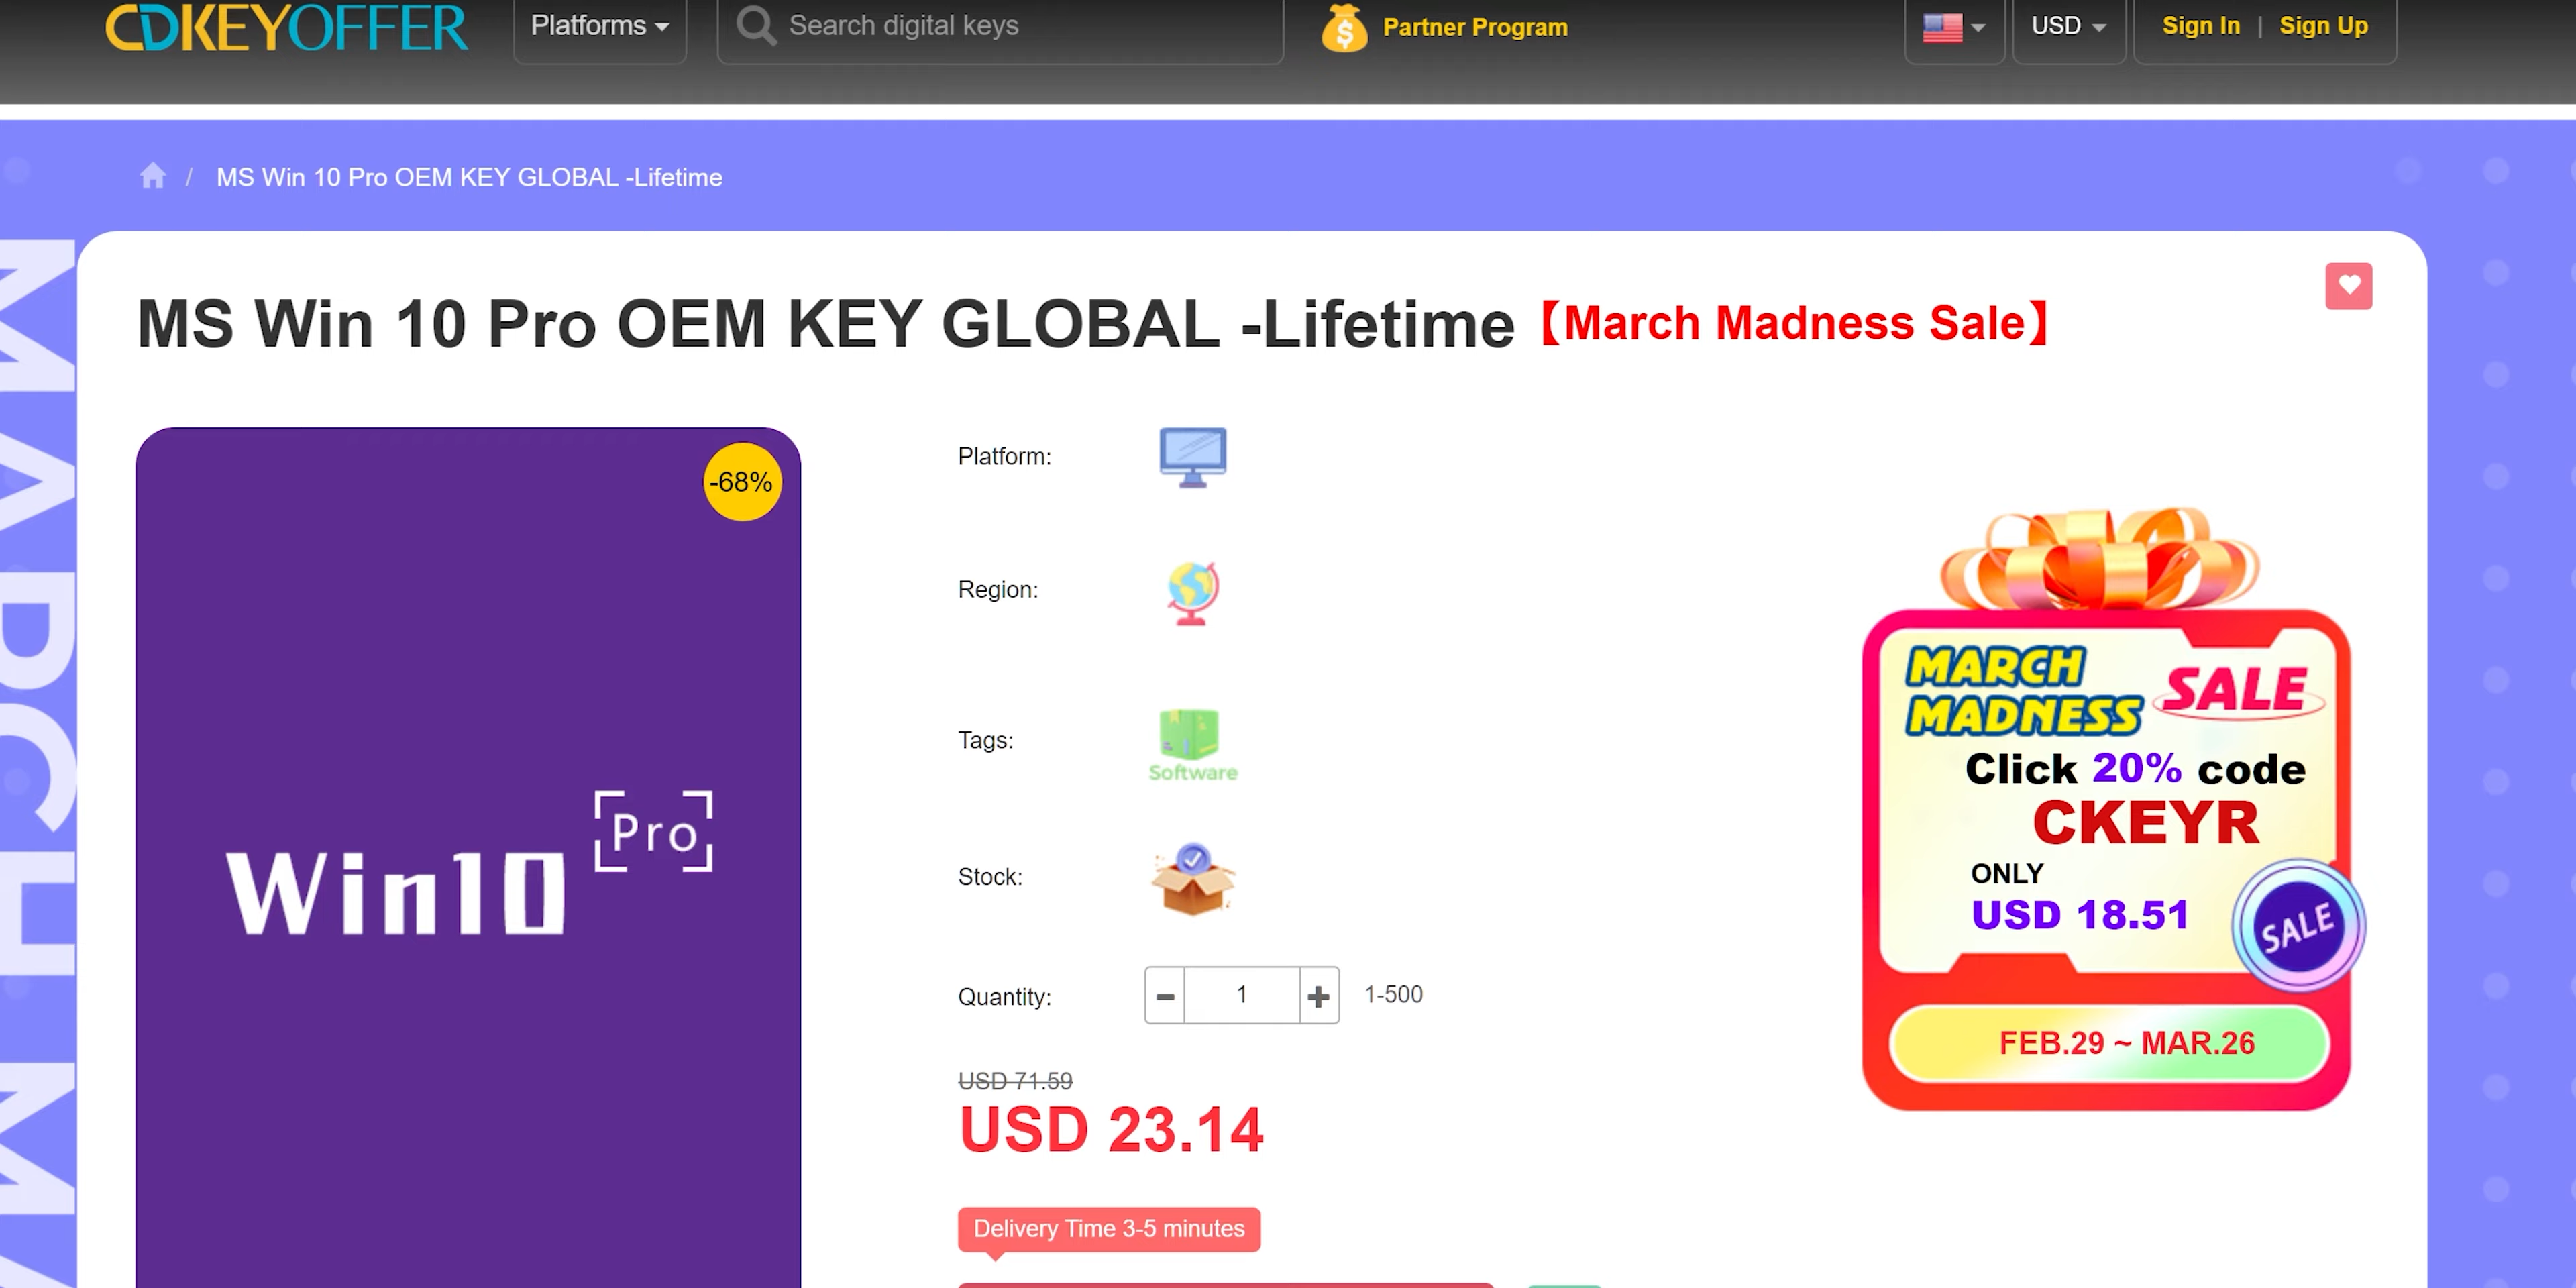 CDKEYOFFER
Platforms
Search digital keys
Partner Program
USD
Sign In | Sign Up
/ MS Win 10 Pro OEM KEY GLOBAL -Lifetime
MS Win 10 Pro OEM KEY GLOBAL -Lifetime 【March Madness Sale】
-68%
Win10 Pro
Platform:
Region:
Tags:
Software
Stock:
Quantity:
1
1-500
USD 71.59
USD 23.14
Delivery Time 3-5 minutes
MARCH
MADNESS
SALE
Click 20% code
CKEYR
ONLY
USD 18.51
SALE
FEB.29 ~ MAR.26
MARCH MA